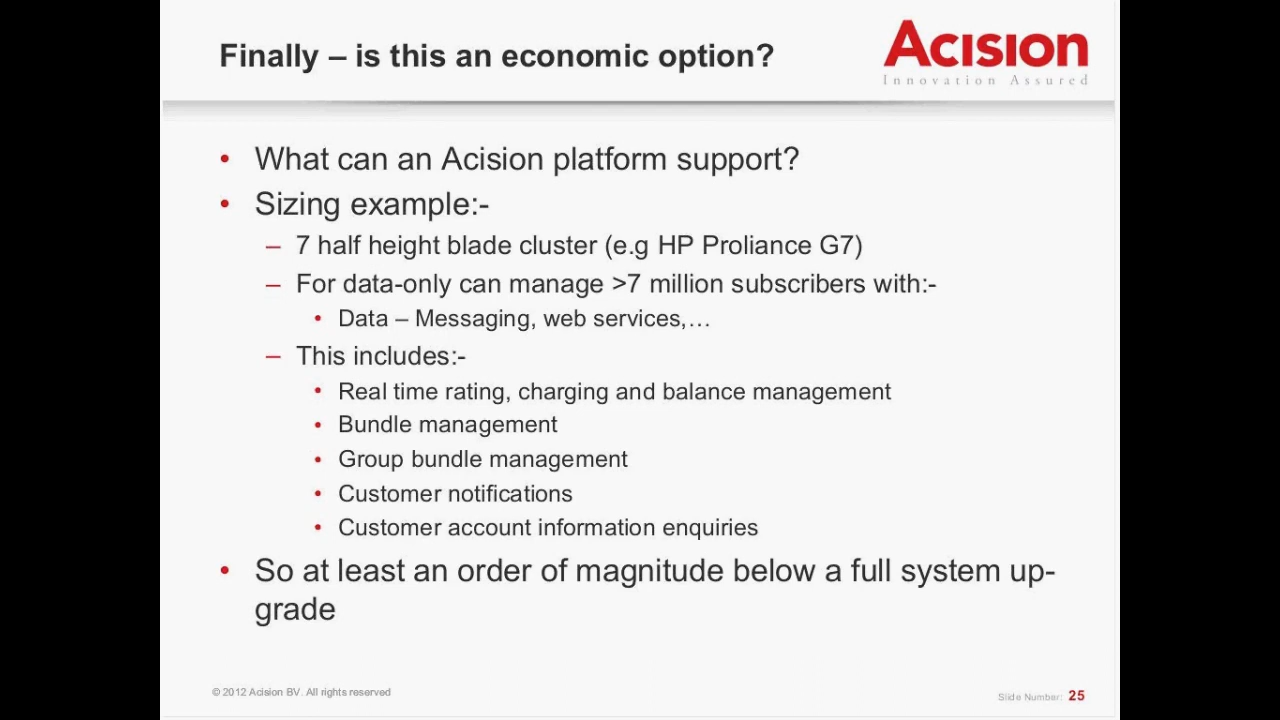 Finally – is this an economic option?
Acision
Innovation Assured
• What can an Acision platform support?
• Sizing example:-
– 7 half height blade cluster (e.g HP Proliance G7)
– For data-only can manage >7 million subscribers with:-
• Data – Messaging, web services,…
– This includes:-
• Real time rating, charging and balance management
• Bundle management
• Group bundle management
• Customer notifications
• Customer account information enquiries
• So at least an order of magnitude below a full system up-
grade
© 2012 Acision BV. All rights reserved
Slide Number: 25